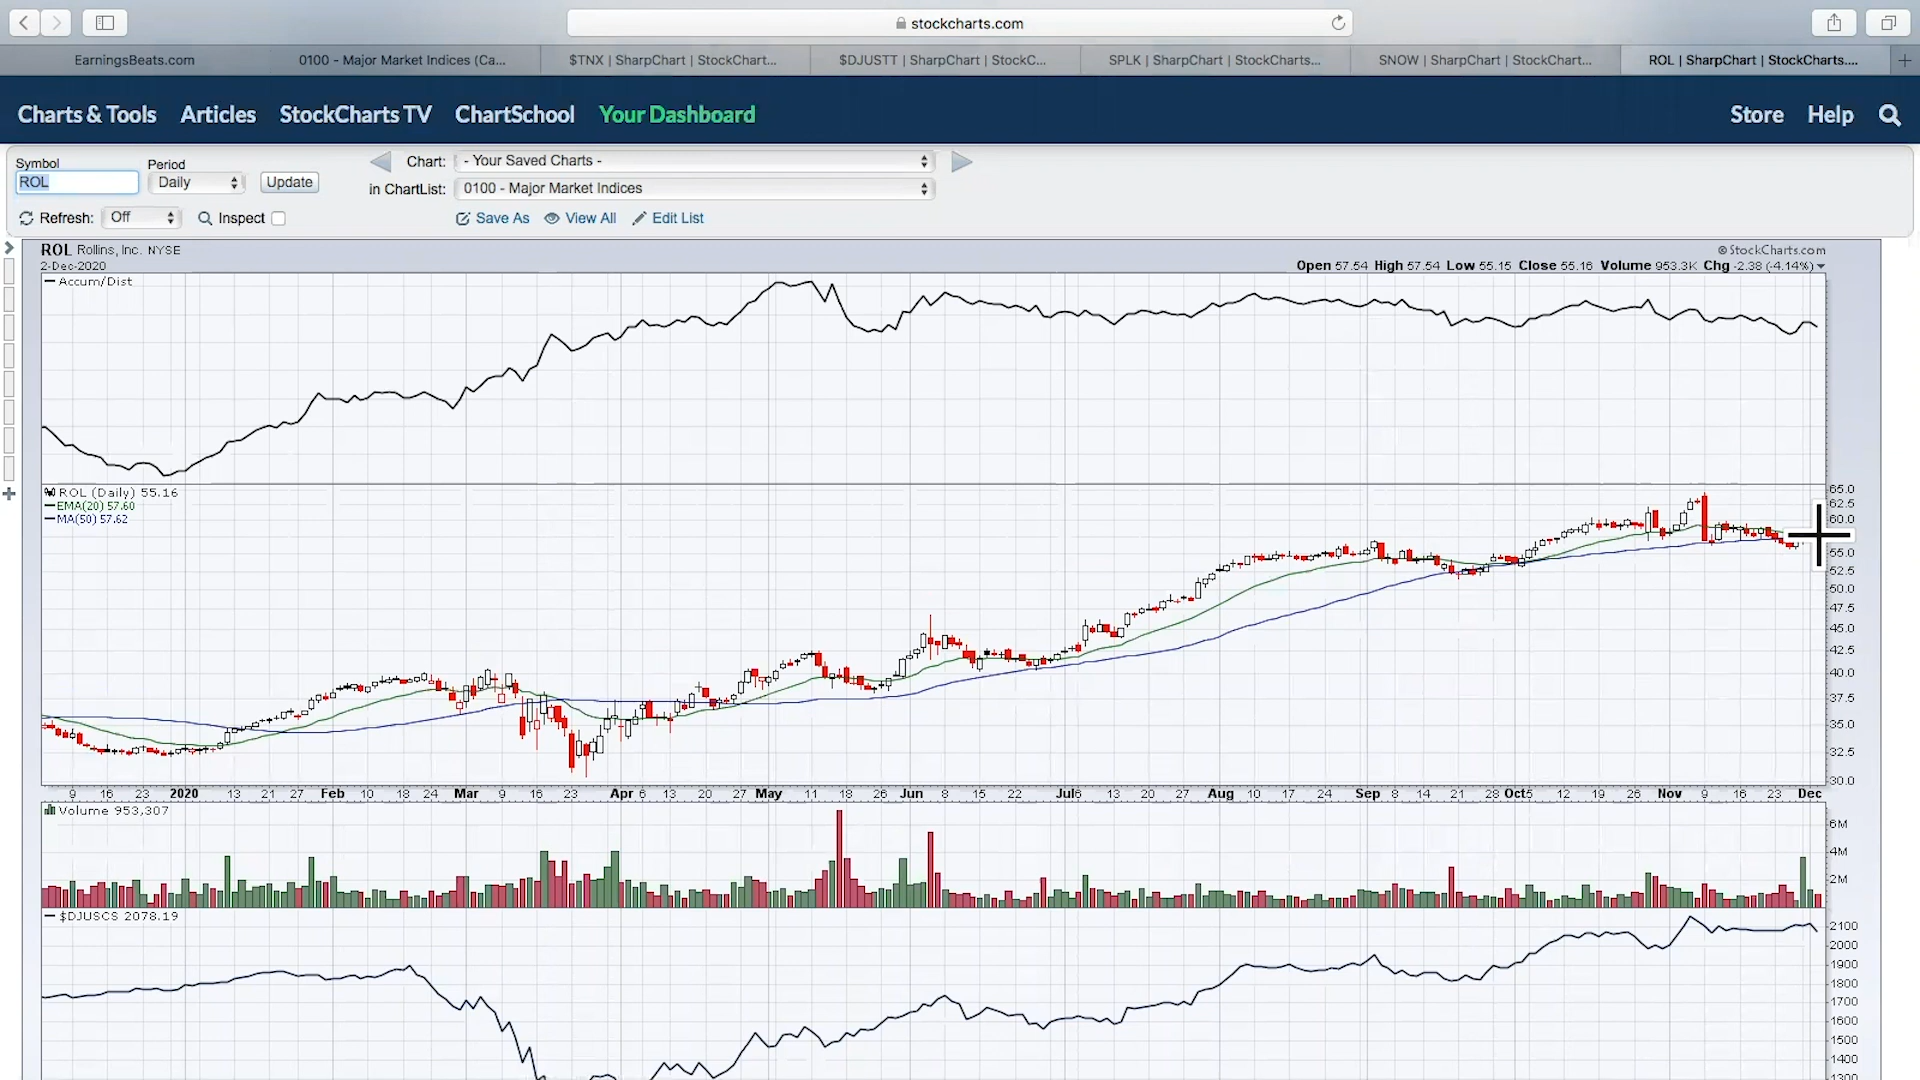 stockcharts.com
EarningsBeats.com
0100 - Major Market Indices (Ca...
$TNX | SharpChart | StockChart...
$DJUSTT | SharpChart | StockC...
SPLK | SharpChart | StockCharts...
SNOW | SharpChart | StockChart...
ROL | SharpChart | StockCharts....
Charts & Tools Articles StockCharts TV ChartSchool Your Dashboard Store Help
Symbol Period Chart: - Your Saved Charts -
ROL Daily Update in ChartList: 0100 - Major Market Indices
Refresh: Off Inspect Save As View All Edit List
ROL Rollins, Inc. NYSE
© StockCharts.com
2-Dec-2020
Open 57.54 High 57.54 Low 55.15 Close 55.16 Volume 953.3K Chg -2.38 (-4.14%)
Accum/Dist
ROL (Daily) 55.16
EMA(20) 57.60
MA(50) 57.62
65.0
62.5
60.0
55.0
52.5
50.0
47.5
45.0
42.5
40.0
37.5
35.0
32.5
30.0
9 16 23 2020 13 21 27 Feb 10 18 24 Mar 9 16 23 Apr 6 13 20 27 May 11 18 26 Jun 8 15 22 Jul 6 13 20 27 Aug 10 17 24 Sep 8 14 21 28 Oct 5 12 19 26 Nov 9 16 23 Dec
Volume 953,307
6M
4M
2M
$DJUSCS 2078.19
2100
2000
1900
1800
1700
1600
1500
1400
1300